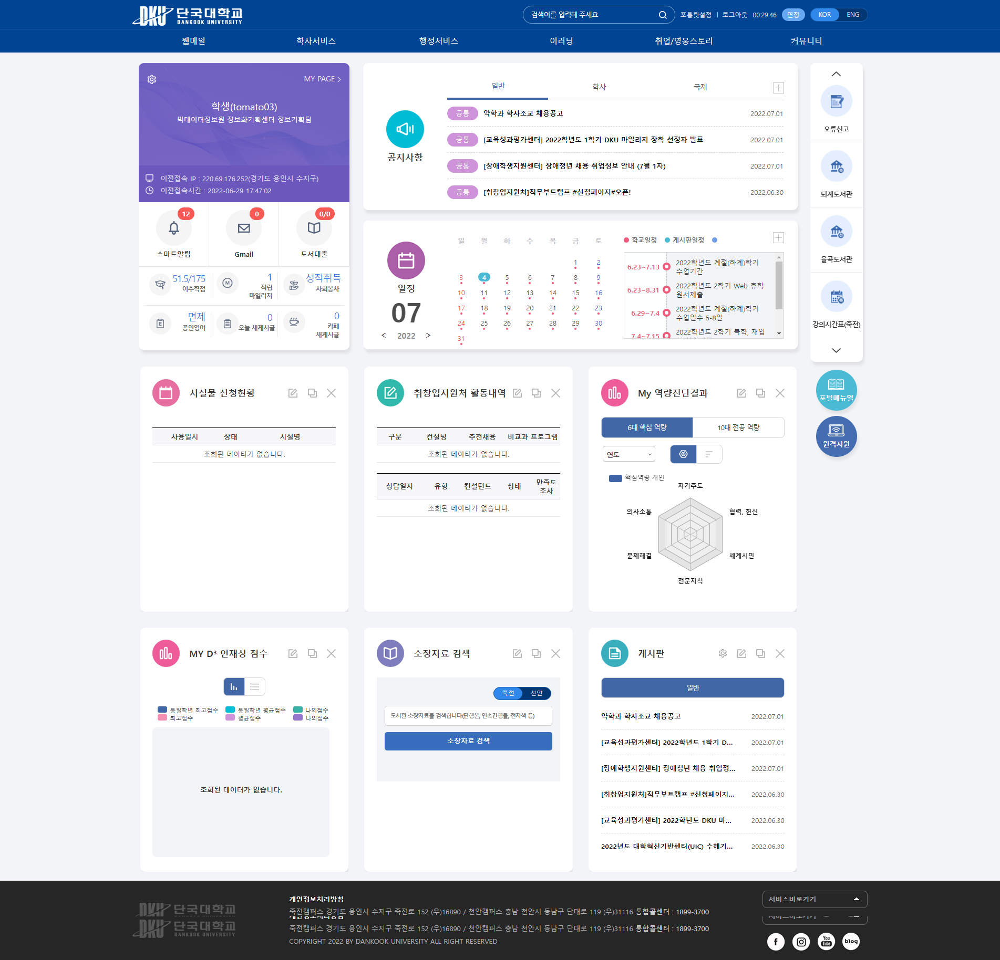 DKU 단국대학교
DANKOOK UNIVERSITY
검색어를 입력해 주세요
포틀릿설정 | 로그아웃 00:29:46 연장 KOR ENG
웹메일 학사서비스 행정서비스 이러닝 취업/영웅스토리 커뮤니티
MY PAGE >
학생(tomato03)
빅데이터정보원 정보화기획센터 정보기획팀
이전접속 IP : 220.69.176.252(경기도 용인시 수지구)
이전접속시간 : 2022-06-29 17:47:02
12 0 0/0
스마트알림 Gmail 도서대출
51.5/175
이수학점
M
1
적립
마일리지
성적취득
사회봉사
E
면제
공인영어
0
오늘 새게시글
0
카페
새게시글
공지사항
일반 학사 국제
공통 약학과 학사조교 채용공고 2022.07.01
공통 [교육성과평가센터] 2022학년도 1학기 DKU 마일리지 장학 선정자 발표 2022.07.01
공통 [장애학생지원센터] 장애청년 채용 취업정보 안내 (7월 1차) 2022.07.01
공통 [취창업지원처]직무부트캠프 #신청페이지#오픈! 2022.06.30
일정
07
< 2022 >
일 월 화 수 목 금 토
1 2
3 4 5 6 7 8 9
10 11 12 13 14 15 16
17 18 19 20 21 22 23
24 25 26 27 28 29 30
31
학교일정 게시판일정
6.23~7.13 2022학년도 계절(하계)학기
수업기간
6.23~8.31 2022학년도 2학기 Web 휴학
원서제출
6.29~7.4 2022학년도 계절(하계)학기
수업일수 5-8일
7.4~7.15 2022학년도 2학기 복학, 재입
오류신고
퇴계도서관
율곡도서관
강의시간표(죽전)
포털메뉴얼
원격지원
시설물 신청현황
사용일시 상태 시설명
조회된 데이터가 없습니다.
취창업지원처 활동내역
구분 컨설팅 추천채용 비교과 프로그램
조회된 데이터가 없습니다.
상담일자 유형 컨설턴트 상태 만족도
조사
조회된 데이터가 없습니다.
My 역량진단결과
6대 핵심 역량 10대 전공 역량
연도
핵심역량 개인
자기주도
의사소통 협력, 헌신
문제해결 세계시민
전문지식
MY D³ 인재상 점수
동일학년 최고점수 동일학년 평균점수 나의점수
최고점수 평균점수 나의점수
조회된 데이터가 없습니다.
소장자료 검색
죽전 천안
도서관 소장자료를 검색합니다(단행본, 연속간행물, 전자책 등)
소장자료 검색
게시판
일반
약학과 학사조교 채용공고 2022.07.01
[교육성과평가센터] 2022학년도 1학기 D... 2022.07.01
[장애학생지원센터] 장애청년 채용 취업정... 2022.07.01
[취창업지원처]직무부트캠프 #신청페이지... 2022.06.30
[교육성과평가센터] 2022학년도 DKU 마... 2022.06.30
2022년도 대학혁신기반센터(UIC) 수혜기... 2022.06.30
DKU 단국대학교
DKU 단국대학교
DANKOOK UNIVERSITY
개인정보처리방침
죽전캠퍼스 경기도 용인시 수지구 죽전로 152 (우)16890 / 천안캠퍼스 충남 천안시 동남구 단대로 119 (우)31116 통합콜센터 : 1899-3700
죽전캠퍼스 경기도 용인시 수지구 죽전로 152 (우)16890 / 천안캠퍼스 충남 천안시 동남구 단대로 119 (우)31116 통합콜센터 : 1899-3700
COPYRIGHT 2022 BY DANKOOK UNIVERSITY ALL RIGHT RESERVED
서비스바로가기
f You Tube blog